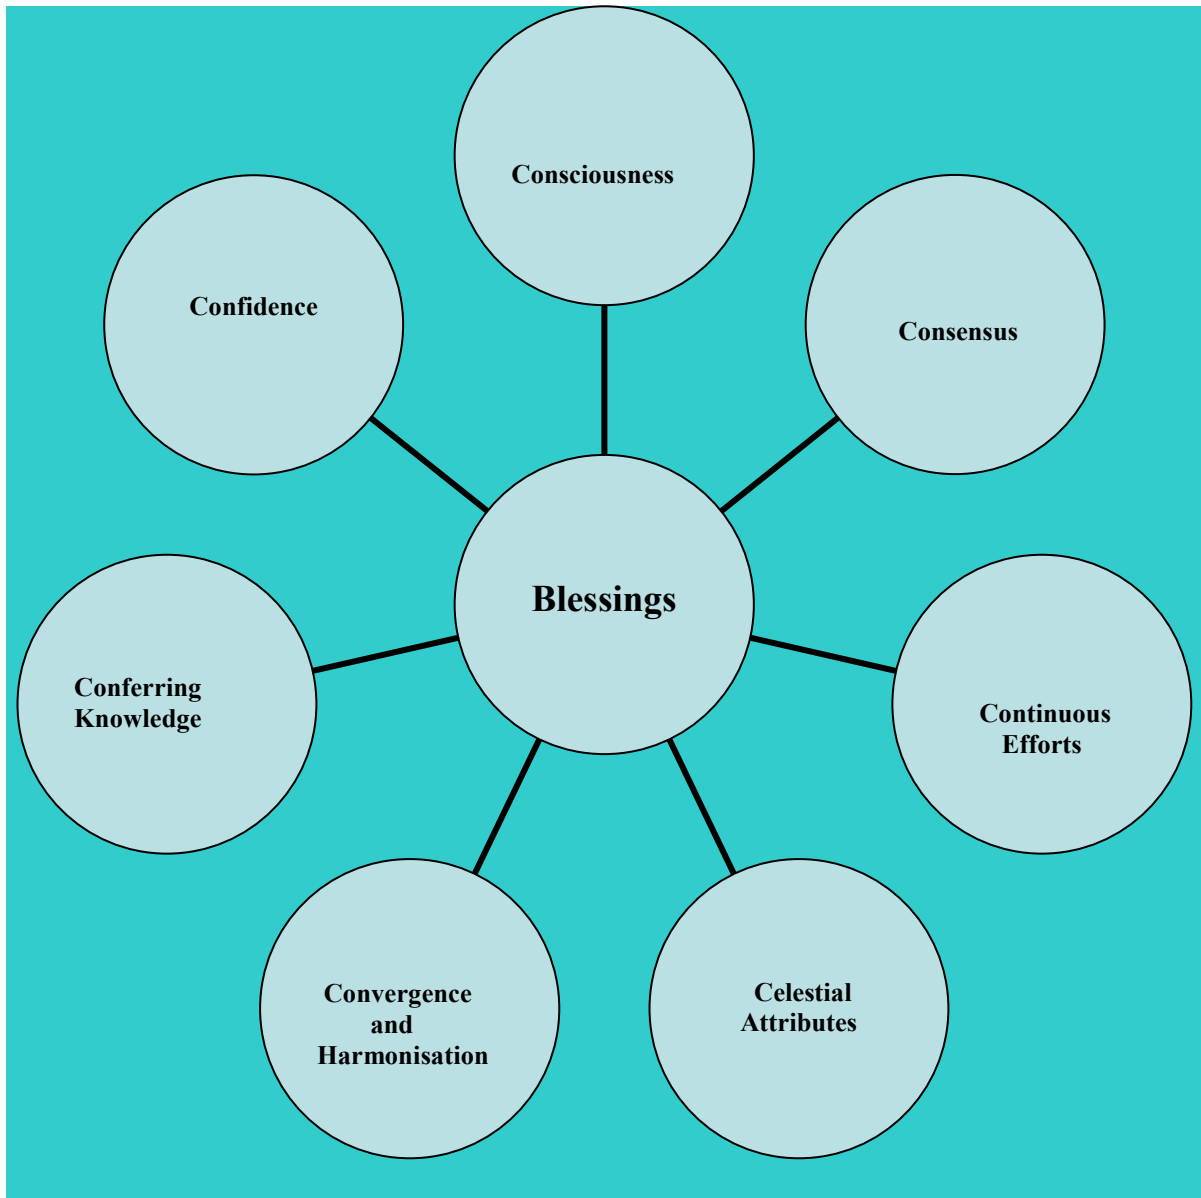 Consciousness
Confidence
Consensus
Blessings
Conferring
Knowledge
Continuous
Efforts
Convergence
and
Harmonisation
Celestial
Attributes